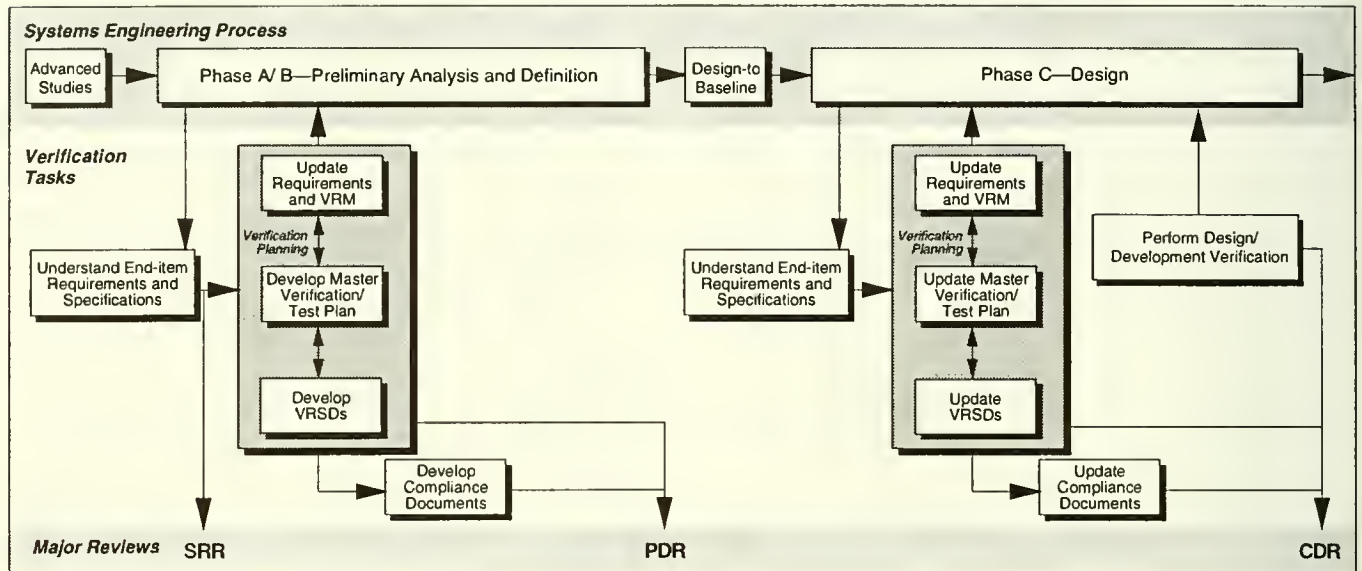 Systems Engineering Process
Advanced
Studies
Phase A/ B—Preliminary Analysis and Definition
Design-to
Baseline
Phase C—Design
Verification
Tasks
Update
Requirements
and VRM
Verification
Planning
Understand End-item
Requirements and
Specifications
Develop Master
Verification/
Test Plan
Develop
VRSDs
Develop
Compliance
Documents
Update
Requirements
and VRM
Verification
Planning
Understand End-item
Requirements and
Specifications
Update Master
Verification/
Test Plan
Update
VRSDs
Update
Compliance
Documents
Perform Design/
Development Verification
Major Reviews
SRR
PDR
CDR